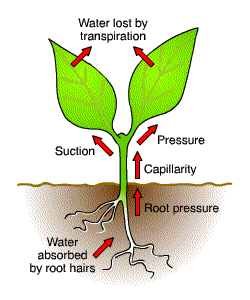 Water lost by
transpiration
Pressure
Suction
Capillarity
Root pressure
Water
absorbed
by root hairs